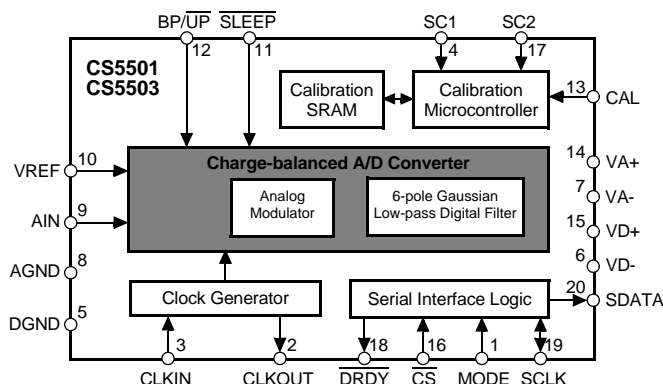 BP/UP SLEEP SC1 SC2
12 11 4 17
CS5501
CS5503
Calibration
SRAM
Calibration
Microcontroller
13 CAL
VREF 10
Charge-balanced A/D Converter
14 VA+
Analog
Modulator
6-pole Gaussian
Low-pass Digital Filter
7 VA-
AIN 9
15 VD+
AGND 8
6 VD-
Clock Generator
Serial Interface Logic
20 SDATA
DGND 5
3 2 18 16 1 19
CLKIN CLKOUT DRDY CS MODE SCLK